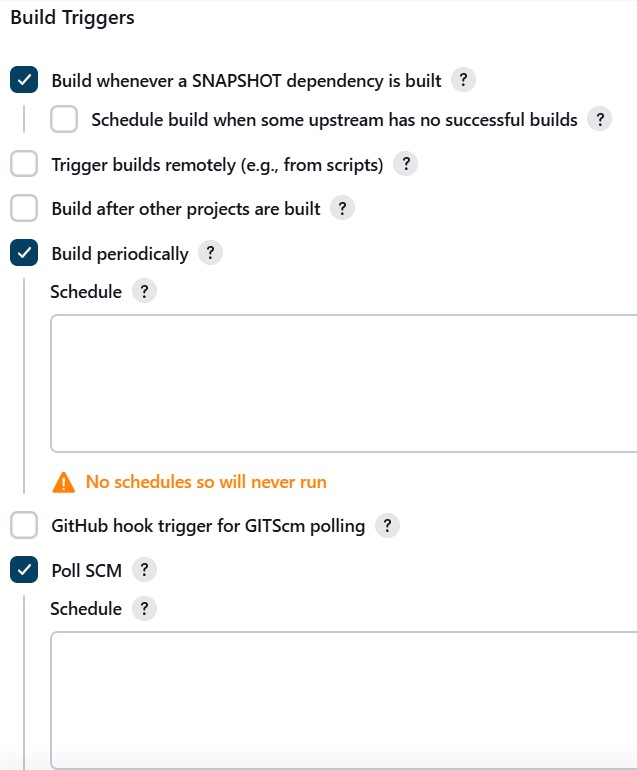 Build Triggers
Build whenever a SNAPSHOT dependency is built ?
Schedule build when some upstream has no successful builds ?
Trigger builds remotely (e.g., from scripts) ?
Build after other projects are built ?
Build periodically ?
Schedule ?
No schedules so will never run
GitHub hook trigger for GITScm polling ?
Poll SCM ?
Schedule ?